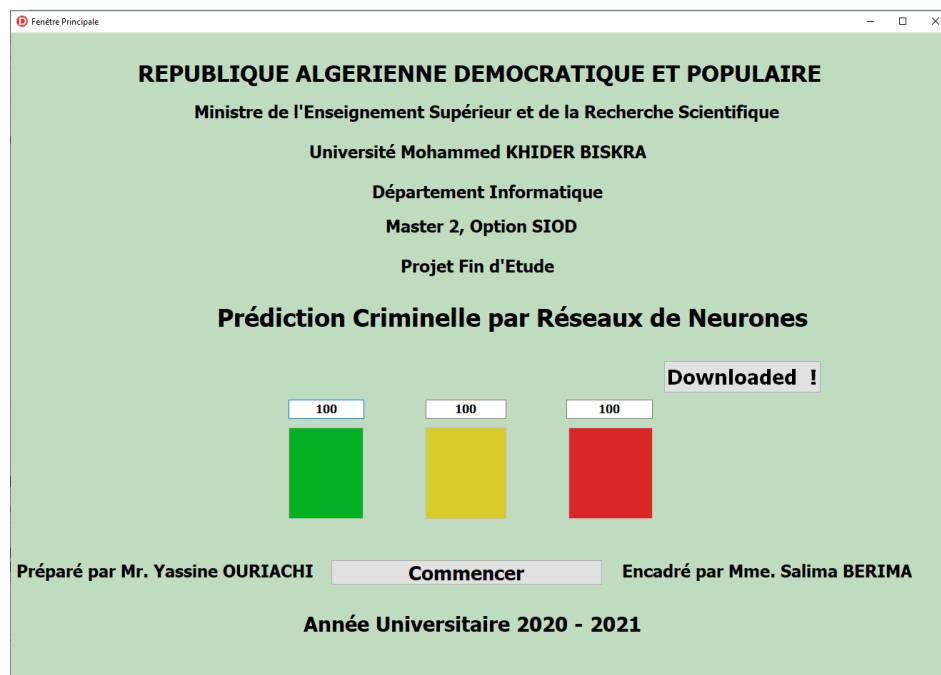 Fenêtre Principale
REPUBLIQUE ALGERIENNE DEMOCRATIQUE ET POPULAIRE
Ministre de l'Enseignement Supérieur et de la Recherche Scientifique
Université Mohammed KHIDER BISKRA
Département Informatique
Master 2, Option SIOD
Projet Fin d'Etude
Prédiction Criminelle par Réseaux de Neurones
Downloaded !
100 100 100
Préparé par Mr. Yassine OURIACHI Commencer Encadré par Mme. Salima BERIMA
Année Universitaire 2020 - 2021